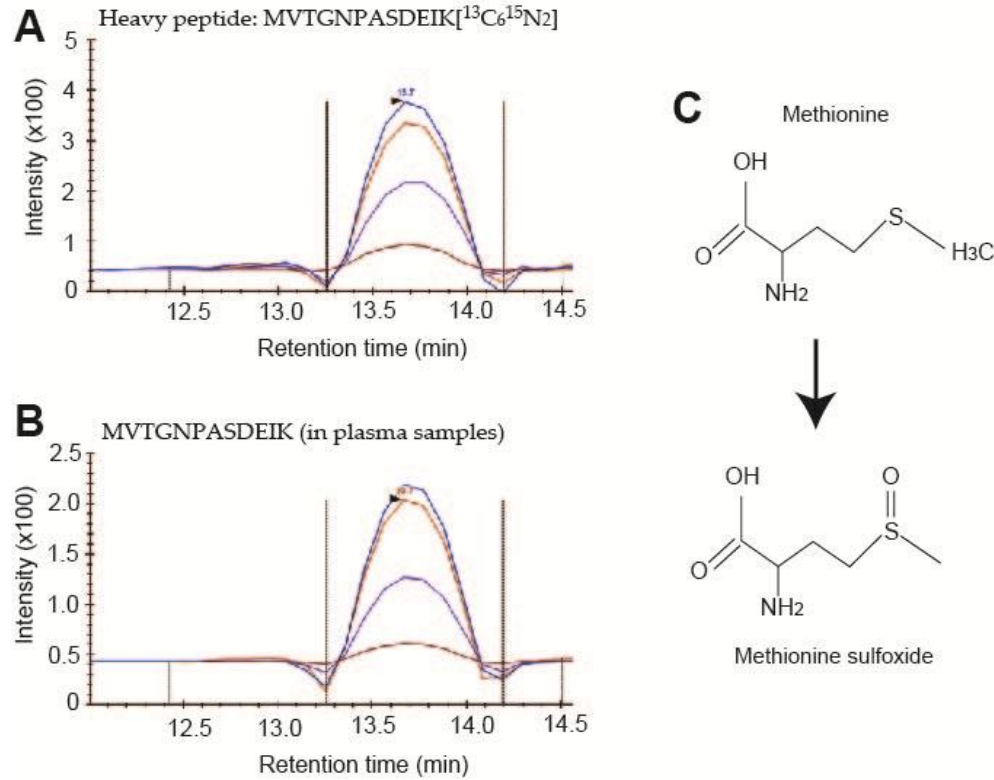 A
Heavy peptide: MVTGNPASDEIK[¹³C₆¹⁵N₂]
Intensity (x100)
5
4
3
2
1
0
12.5 13.0 13.5 14.0 14.5
Retention time (min)
B
MVTGNPASDEIK (in plasma samples)
Intensity (x100)
2.5
2.0
1.5
1.0
0.5
0
12.5 13.0 13.5 14.0 14.5
Retention time (min)
C
Methionine
OH
S
O
H3C
NH2
OH
O
S
O
NH2
Methionine sulfoxide